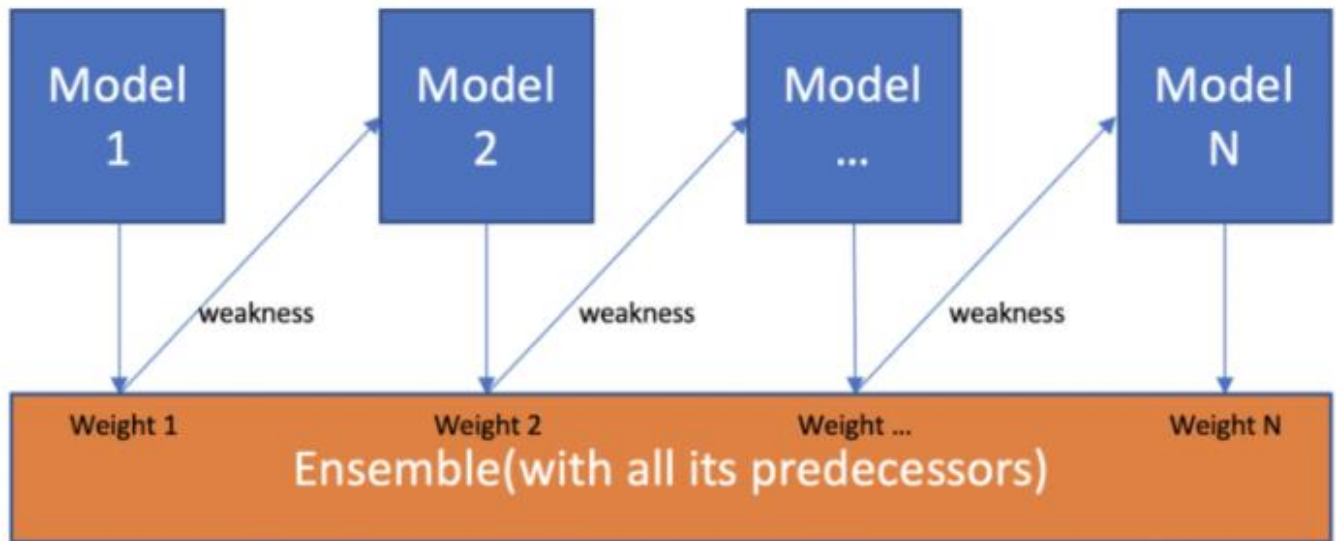 Model
1
Model
2
Model
...
Model
N
weakness
weakness
weakness
Weight 1
Weight 2
Weight ...
Weight N
Ensemble(with all its predecessors)